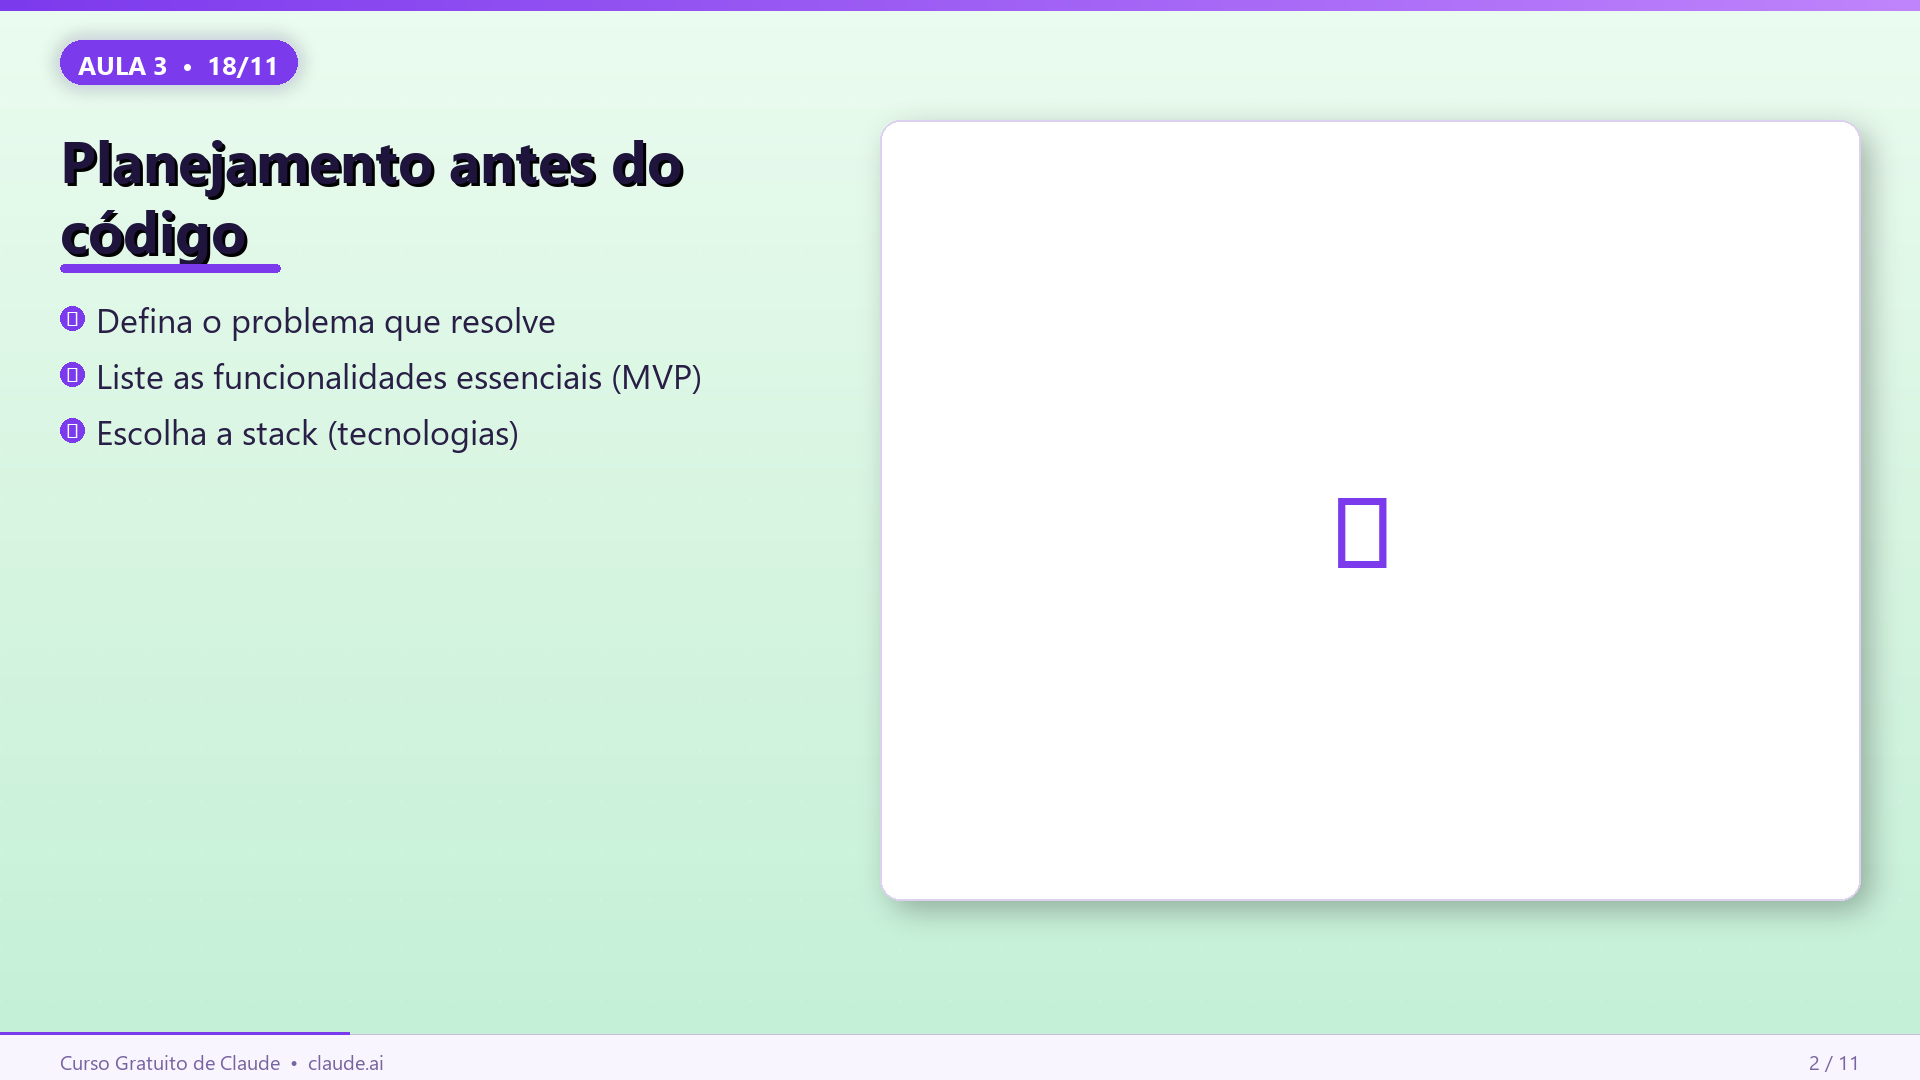 AULA 3 • 18/11
Planejamento antes do
código
Defina o problema que resolve
Liste as funcionalidades essenciais (MVP)
Escolha a stack (tecnologias)
Curso Gratuito de Claude • claude.ai
2 / 11